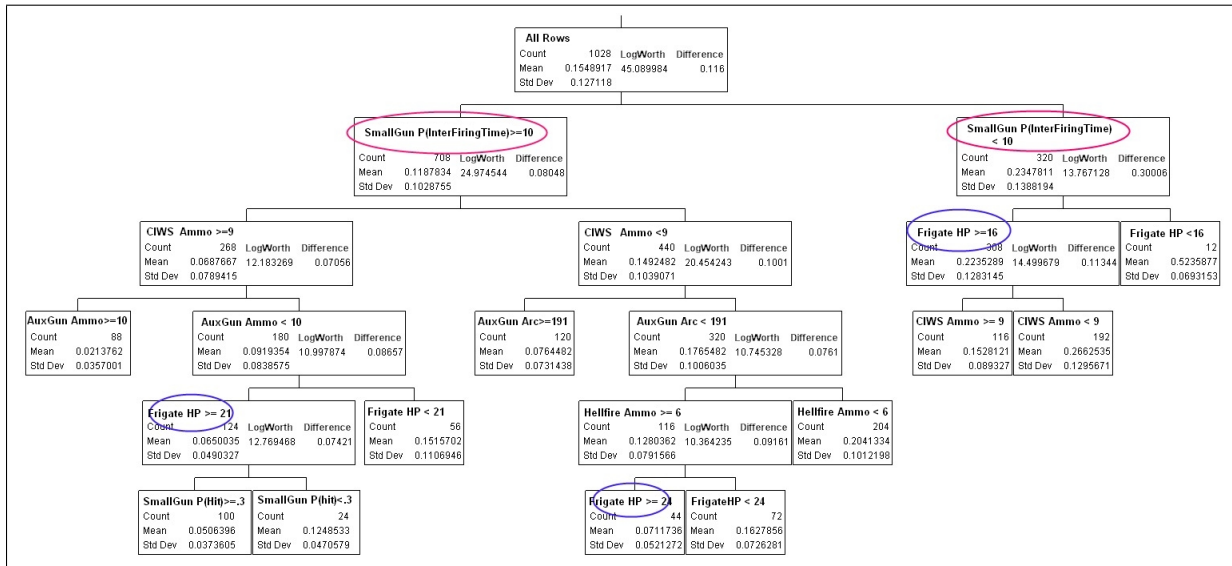 All Rows
Count 1028 LogWorth Difference
Mean 0.1548917 45.089984 0.116
Std Dev 0.127118
SmallGun P(InterFiringTime)>=10
Count 708 LogWorth Difference
Mean 0.1187834 24.974544 0.08048
Std Dev 0.1028755
SmallGun P(InterFiringTime)
< 10
Count 320 LogWorth Difference
Mean 0.2347811 13.767128 0.30006
Std Dev 0.1388194
CIWS Ammo >=9
Count 268 LogWorth Difference
Mean 0.0687667 12.183269 0.07056
Std Dev 0.0789415
CIWS Ammo <9
Count 440 LogWorth Difference
Mean 0.1492482 20.454243 0.1001
Std Dev 0.1039071
Frigate HP >=16
Count 308 LogWorth Difference
Mean 0.2235289 14.499679 0.11344
Std Dev 0.1283145
Frigate HP <16
Count 12
Mean 0.5235877
Std Dev 0.0693153
AuxGun Ammo>=10
Count 88
Mean 0.0213762
Std Dev 0.0357001
AuxGun Ammo < 10
Count 180 LogWorth Difference
Mean 0.0919354 10.997874 0.08657
Std Dev 0.0838575
AuxGun Arc>=191
Count 120
Mean 0.0764482
Std Dev 0.0731438
AuxGun Arc < 191
Count 320 LogWorth Difference
Mean 0.1765482 10.745328 0.0761
Std Dev 0.1006035
CIWS Ammo >= 9
Count 116
Mean 0.1528121
Std Dev 0.089327
CIWS Ammo < 9
Count 192
Mean 0.2662535
Std Dev 0.1295671
Frigate HP >= 21
Count 124 LogWorth Difference
Mean 0.0650035 12.769468 0.07421
Std Dev 0.0490327
Frigate HP < 21
Count 56
Mean 0.1515702
Std Dev 0.1106946
Hellfire Ammo >= 6
Count 116 LogWorth Difference
Mean 0.1280362 10.364235 0.09161
Std Dev 0.0791566
Hellfire Ammo < 6
Count 204
Mean 0.2041334
Std Dev 0.1012198
SmallGun P(Hit)>=.3
Count 100
Mean 0.0506396
Std Dev 0.0373605
SmallGun P(hit)<.3
Count 24
Mean 0.1248533
Std Dev 0.0470579
Frigate HP >= 24
Count 44
Mean 0.0711736
Std Dev 0.0521272
FrigateHP < 24
Count 72
Mean 0.1627856
Std Dev 0.0726281